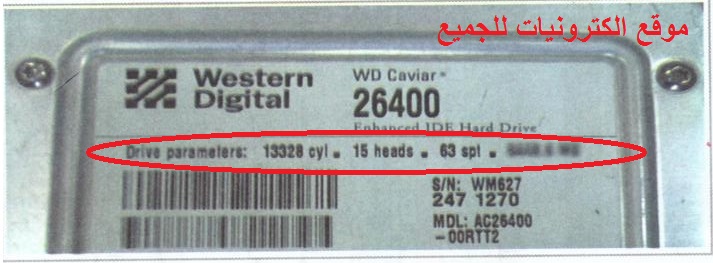 موقع الكترونيات للجميع
Western Digital
WD Caiar®
26400
Enhanced IDE Hard Drive
Drive parameters: 13328 cyl ▪ 15 heads ▪ 63 spt ▪
S/N: WM627
247 1270
MDL: AC26400
-00RTT2